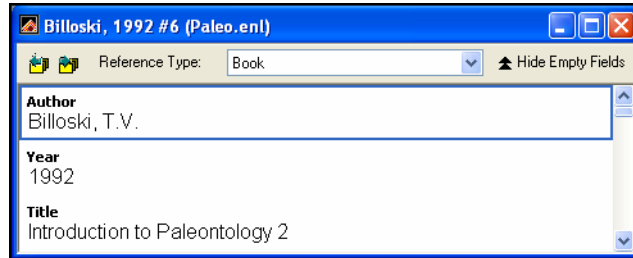 Billoski, 1992 #6 (Paleo.enl)
Reference Type: Book Hide Empty Fields
Author
Billoski, T.V.
Year
1992
Title
Introduction to Paleontology 2